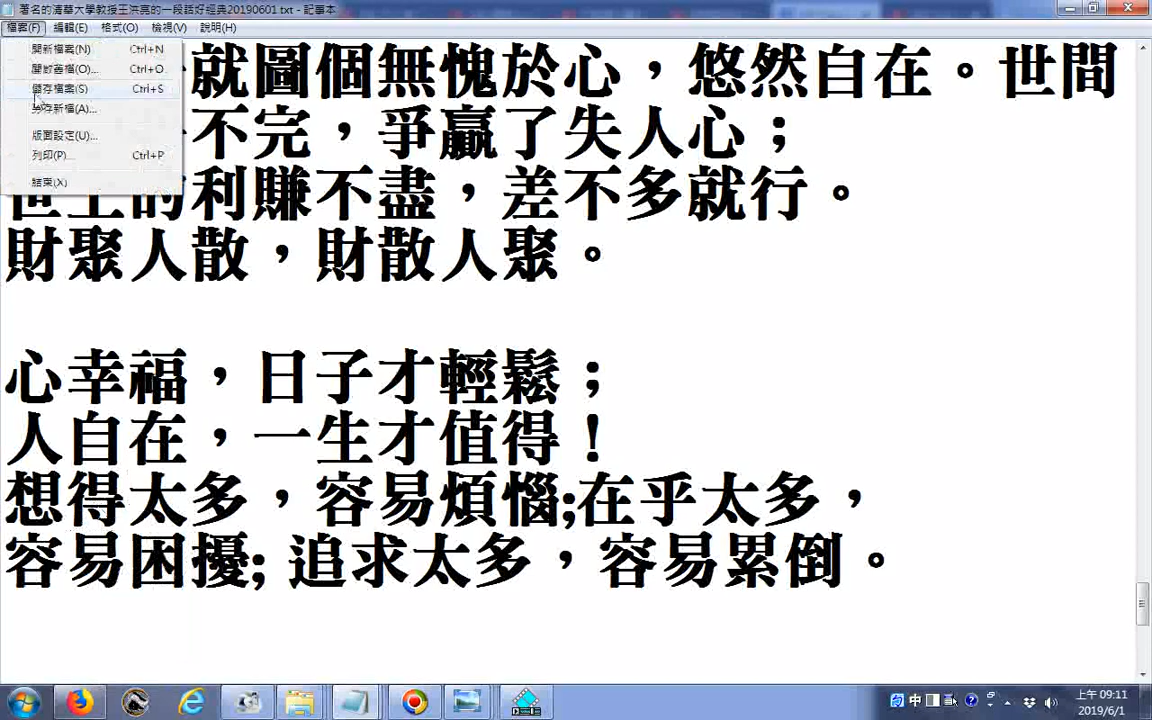 著名的清華大學教授王洪亮的一段話好經典20190601.txt - 記事本
檔案(F) 編輯(E) 格式(O) 檢視(V) 說明(H)
開新檔案(N) Ctrl+N
開啟舊檔(O)... Ctrl+O
儲存檔案(S) Ctrl+S
另存新檔(A)...
版面設定(U)...
列印(P)... Ctrl+P
結束(X)
就圖個無愧於心，悠然自在。世間
不完，爭贏了失人心；
世上的利賺不盡，差不多就行。
財聚人散，財散人聚。
心幸福，日子才輕鬆；
人自在，一生才值得！
想得太多，容易煩惱;在乎太多，
容易困擾; 追求太多，容易累倒。
中
上午 09:11
2019/6/1